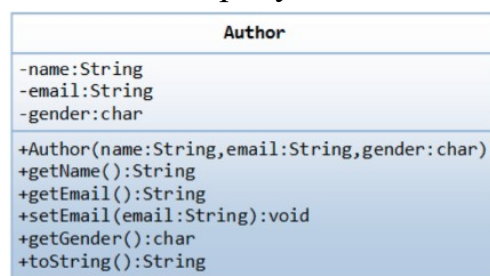 Author
-name:String
-email:String
-gender:char
+Author(name:String,email:String,gender:char)
+getName():String
+getEmail():String
+setEmail(email:String):void
+getGender():char
+toString():String